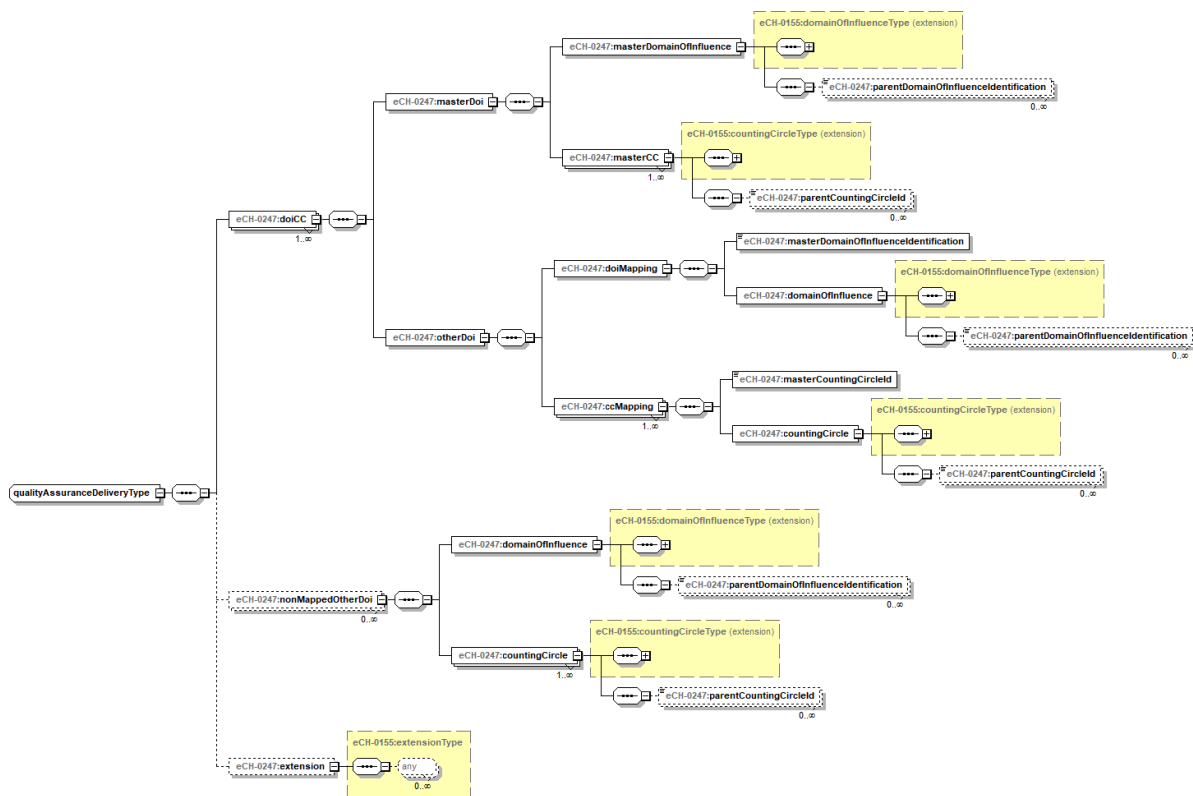 eCH-0155:domainOfInfluenceType (extension)
eCH-0247:masterDomainOfInfluence
eCH-0247:parentDomainOfInfluenceIdentification
0..∞
eCH-0247:masterDoi
eCH-0155:countingCircleType (extension)
eCH-0247:masterCC
1..∞
eCH-0247:parentCountingCircleId
0..∞
eCH-0247:doiCC
1..∞
eCH-0247:masterDomainOfInfluenceIdentification
eCH-0247:doiMapping
eCH-0155:domainOfInfluenceType (extension)
eCH-0247:domainOfInfluence
eCH-0247:parentDomainOfInfluenceIdentification
0..∞
eCH-0247:otherDoi
eCH-0247:masterCountingCircleId
eCH-0247:ccMapping
1..∞
eCH-0155:countingCircleType (extension)
eCH-0247:countingCircle
eCH-0247:parentCountingCircleId
0..∞
qualityAssuranceDeliveryType
eCH-0155:domainOfInfluenceType (extension)
eCH-0247:domainOfInfluence
eCH-0247:parentDomainOfInfluenceIdentification
0..∞
eCH-0247:nonMappedOtherDoi
0..∞
eCH-0155:countingCircleType (extension)
eCH-0247:countingCircle
1..∞
eCH-0247:parentCountingCircleId
0..∞
eCH-0155:extensionType
eCH-0247:extension
any
0..∞